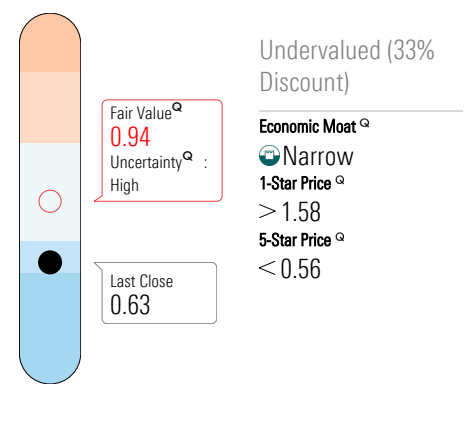 Undervalued (33%
Discount)
Fair Value Q
0.94
Uncertainty Q :
High
Economic Moat Q
Narrow
1-Star Price Q
>1.58
5-Star Price Q
<0.56
Last Close
0.63